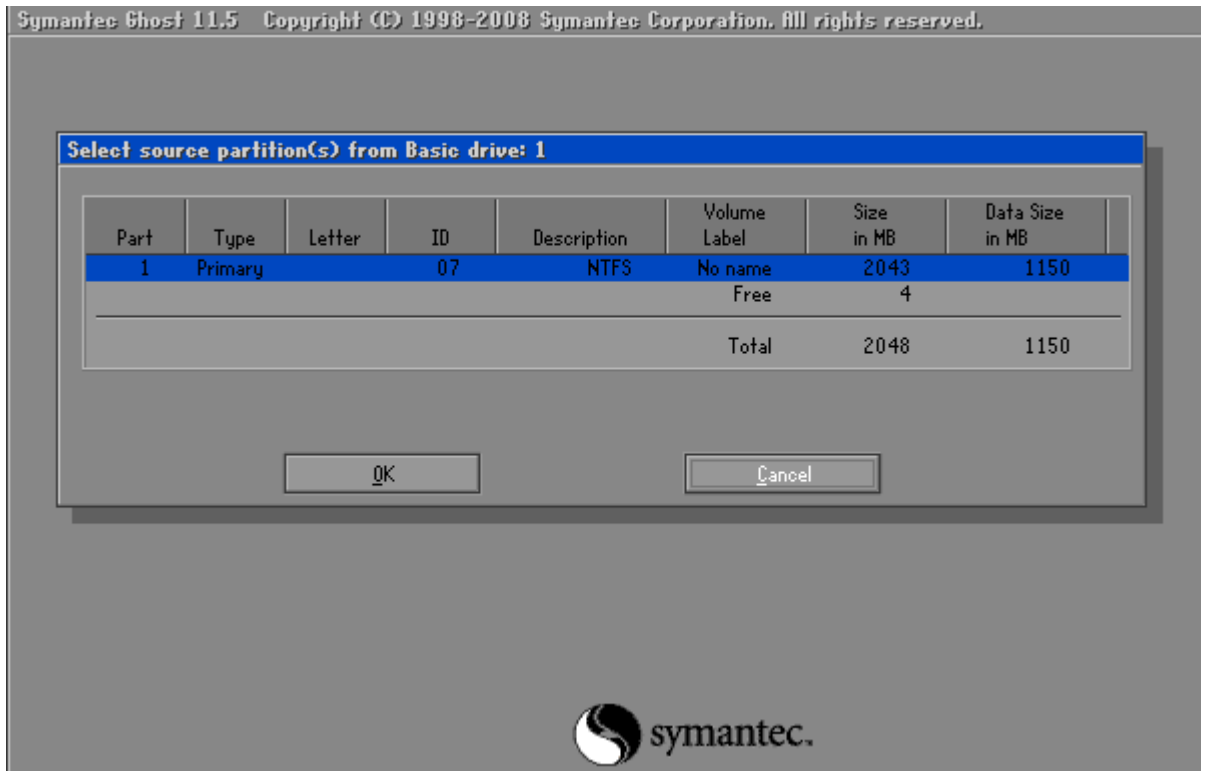 Symantec Ghost 11.5 Copyright (C) 1998-2008 Symantec Corporation. All rights reserved.
Select source partition(s) from Basic drive: 1
Part Type Letter ID Description Volume Label Size in MB Data Size in MB
1 Primary 07 NTFS No name 2043 1150
Free 4
Total 2048 1150
OK Cancel
symantec.